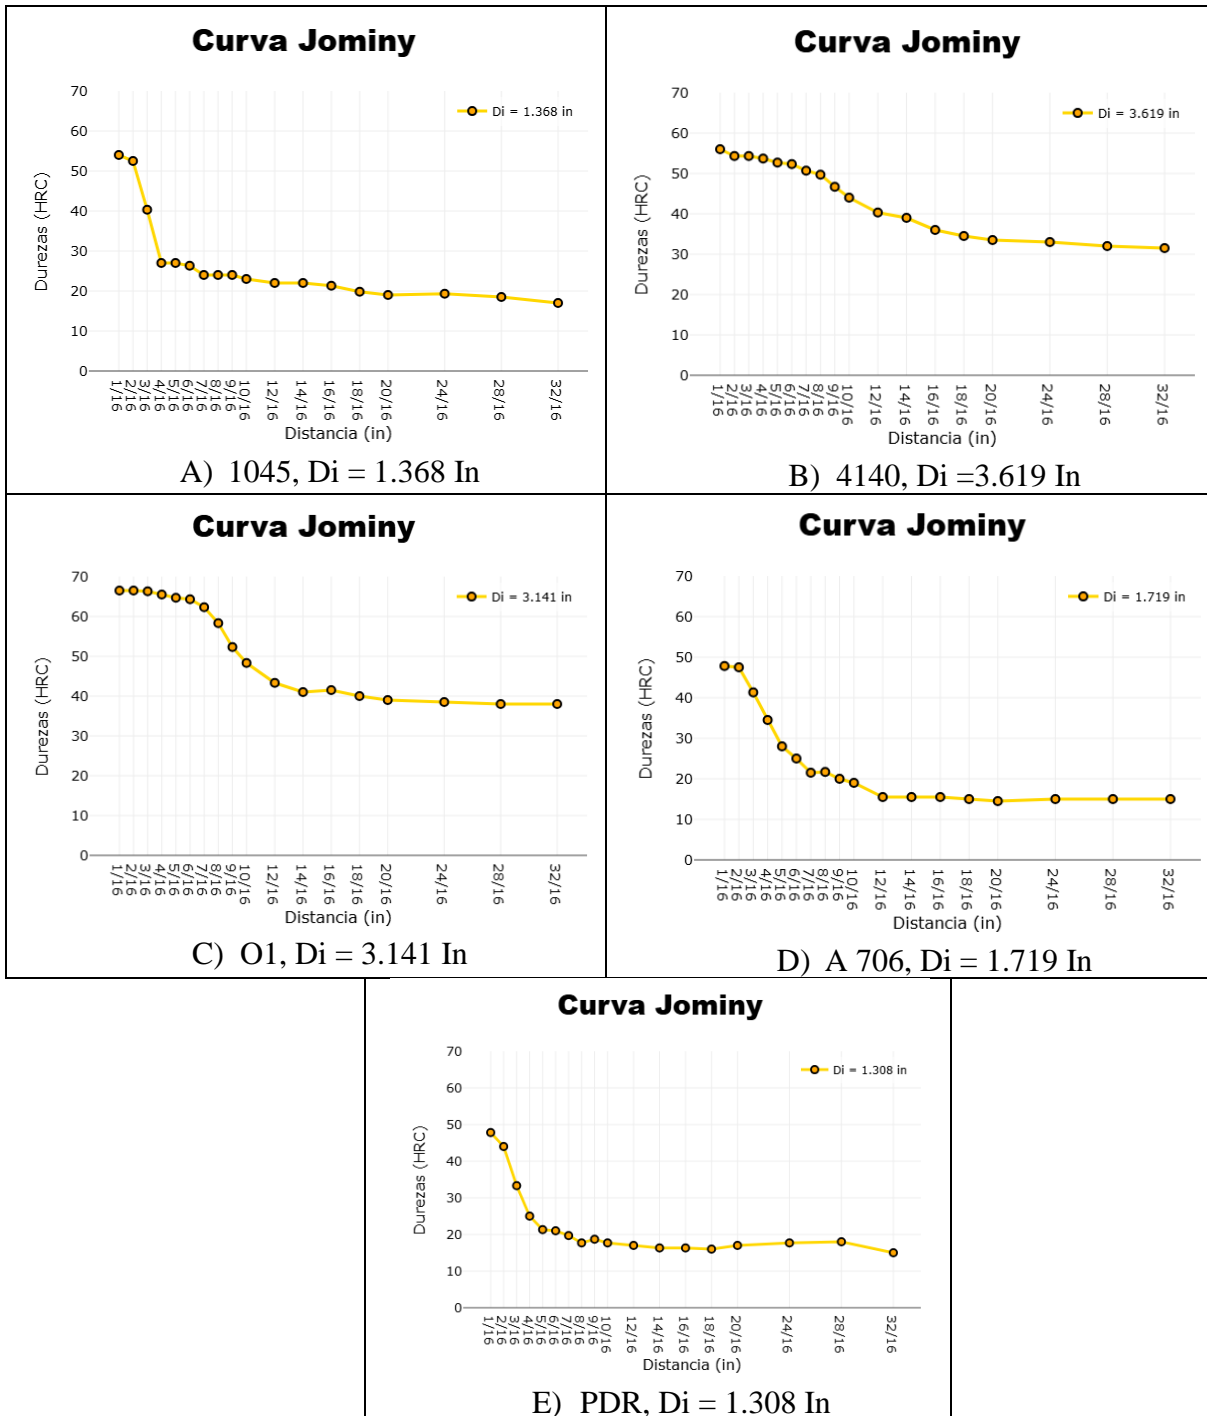 Curva Jominy
Di = 1.368 in
70
60
50
40
30
20
10
0
Durezas (HRC)
1/16 2/16 3/16 4/16 5/16 6/16 7/16 8/16 9/16 10/16 12/16 14/16 16/16 18/16 20/16 24/16 28/16 32/16
Distancia (in)
A) 1045, Di = 1.368 In
Curva Jominy
Di = 3.619 in
70
60
50
40
30
20
10
0
Durezas (HRC)
1/16 2/16 3/16 4/16 5/16 6/16 7/16 8/16 9/16 10/16 12/16 14/16 16/16 18/16 20/16 24/16 28/16 32/16
Distancia (in)
B) 4140, Di =3.619 In
Curva Jominy
Di = 3.141 in
70
60
50
40
30
20
10
0
Durezas (HRC)
1/16 2/16 3/16 4/16 5/16 6/16 7/16 8/16 9/16 10/16 12/16 14/16 16/16 18/16 20/16 24/16 28/16 32/16
Distancia (in)
C) O1, Di = 3.141 In
Curva Jominy
Di = 1.719 in
70
60
50
40
30
20
10
0
Durezas (HRC)
1/16 2/16 3/16 4/16 5/16 6/16 7/16 8/16 9/16 10/16 12/16 14/16 16/16 18/16 20/16 24/16 28/16 32/16
Distancia (in)
D) A 706, Di = 1.719 In
Curva Jominy
Di = 1.308 in
70
60
50
40
30
20
10
0
Durezas (HRC)
1/16 2/16 3/16 4/16 5/16 6/16 7/16 8/16 9/16 10/16 12/16 14/16 16/16 18/16 20/16 24/16 28/16 32/16
Distancia (in)
E) PDR, Di = 1.308 In